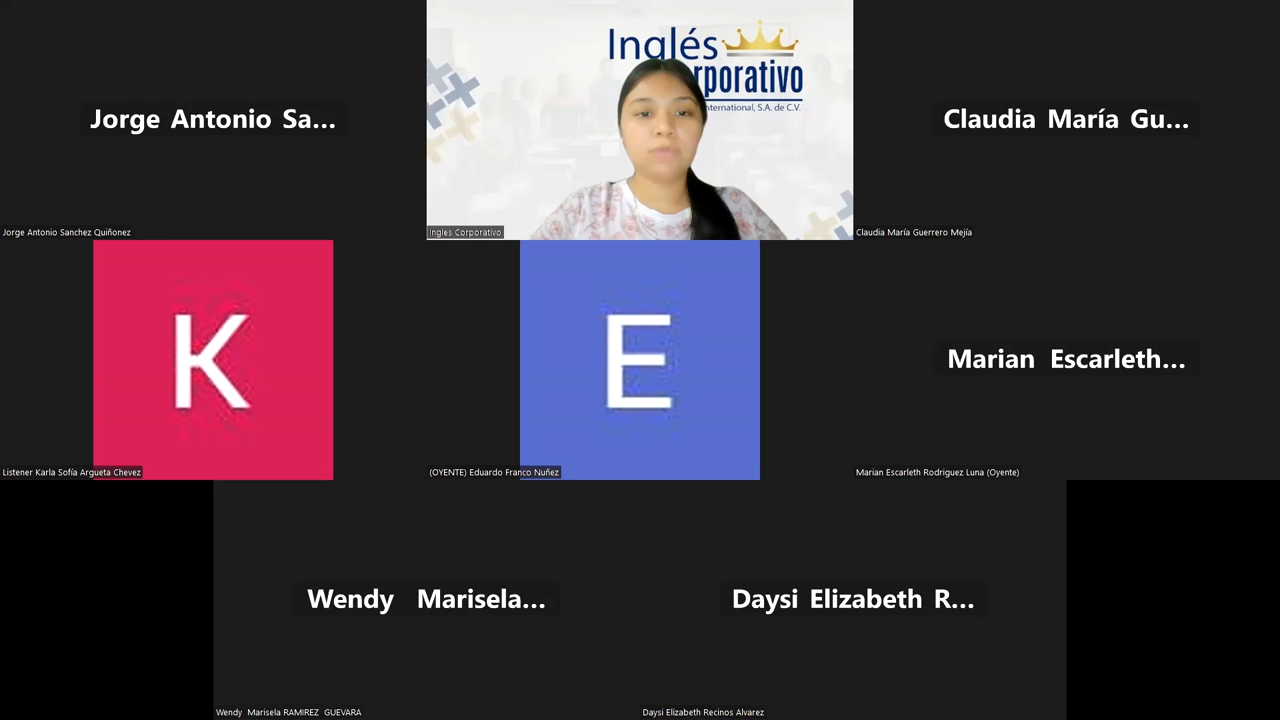 Jorge Antonio Sa...
Jorge Antonio Sanchez Quiñonez
Inglés
rporativo
nternational, S.A. de C.V.
Ingles Corporativo
Claudia María Gu...
Claudia María Guerrero Mejía
K
Listener Karla Sofía Argueta Chevez
E
(OYENTE) Eduardo Franco Nuñez
Marian Escarleth...
Marian Escarleth Rodriguez Luna (Oyente)
Wendy Marisela...
Wendy Marisela RAMIREZ GUEVARA
Daysi Elizabeth R...
Daysi Elizabeth Recinos Alvarez